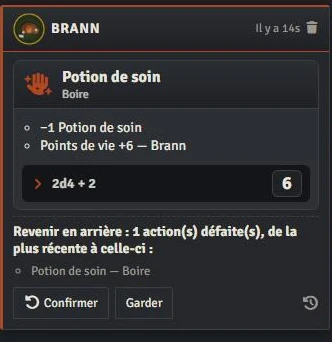 BRANN
Il y a 14s
Potion de soin
Boire
−1 Potion de soin
Points de vie +6 — Brann
2d4 + 2
6
Revenir en arrière : 1 action(s) défaite(s), de la
plus récente à celle-ci :
Potion de soin — Boire
Confirmer
Garder